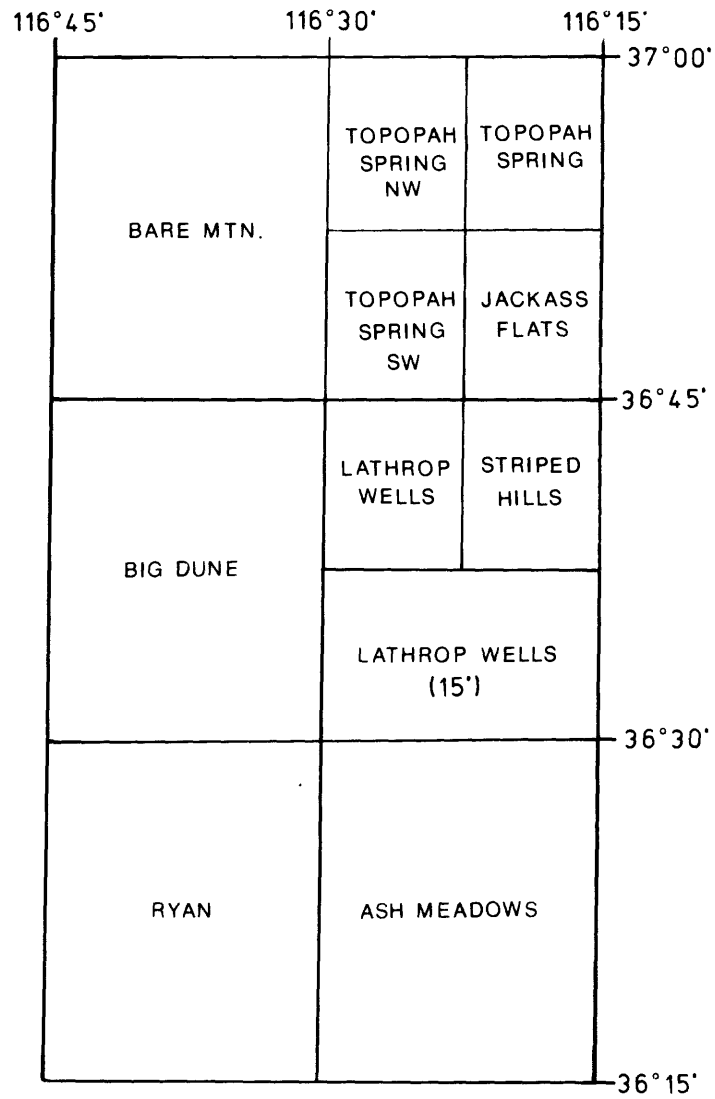 116°45' 116°30' 116°15'
37°00'
TOPOPAH
SPRING
NW
TOPOPAH
SPRING
BARE MTN.
TOPOPAH
SPRING
SW
JACKASS
FLATS
36°45'
LATHROP
WELLS
STRIPED
HILLS
BIG DUNE
LATHROP WELLS
(15')
36°30'
RYAN
ASH MEADOWS
36°15'